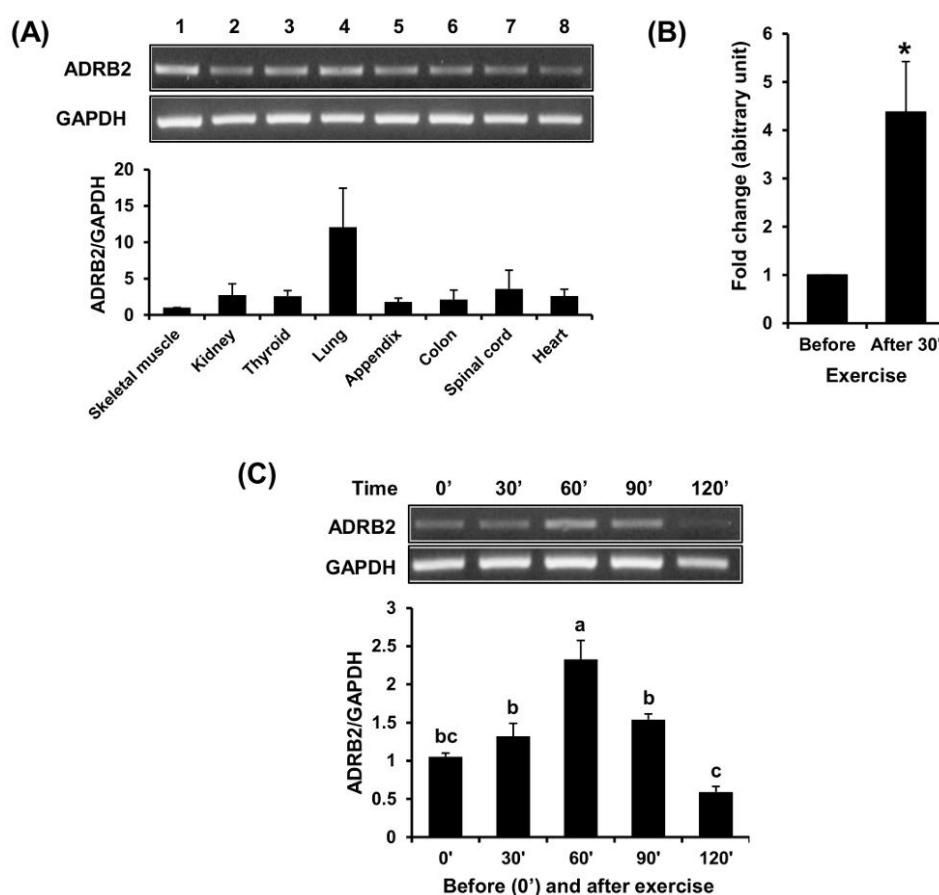 (A)
1 2 3 4 5 6 7 8
ADRB2
GAPDH
ADRB2/GAPDH
20
15
10
5
0
Skeletal muscle
Kidney
Thyroid
Lung
Appendix
Colon
Spinal cord
Heart
(B)
Fold change (abitrary unit)
6
5
4
3
2
1
0
*
Before After 30'
Exercise
(C)
Time 0' 30' 60' 90' 120'
ADRB2
GAPDH
ADRB2/GAPDH
3
2.5
2
1.5
1
0.5
0
bc b a b c
0' 30' 60' 90' 120'
Before (0') and after exercise